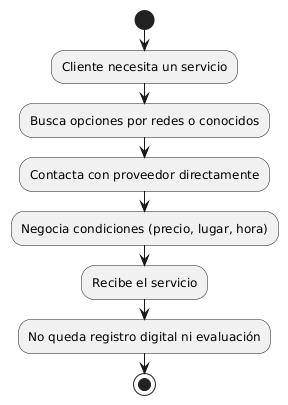 Cliente necesita un servicio
Busca opciones por redes o conocidos
Contacta con proveedor directamente
Negocia condiciones (precio, lugar, hora)
Recibe el servicio
No queda registro digital ni evaluación